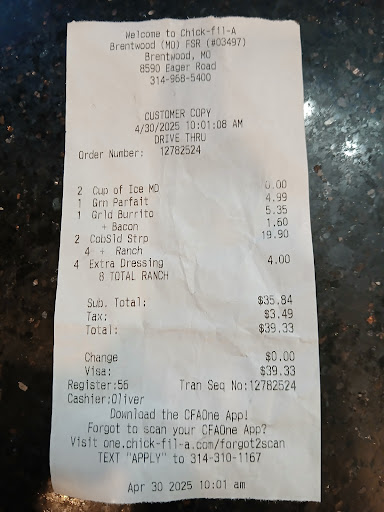 Welcome to Chick-fil-A
Brentwood (MO) FSR (#03497)
Brentwood, MO
8590 Eager Road
314-968-5400
CUSTOMER COPY
4/30/2025 10:01:08 AM
DRIVE THRU
Order Number: 12782524
2 Cup of Ice MD 0.00
1 Grn Parfait 4.99
1 Grld Burrito 5.35
+ Bacon 1.60
2 CobSld Strp 19.90
4 + Ranch
4 Extra Dressing 4.00
8 TOTAL RANCH
Sub. Total: $35.84
Tax: $3.49
Total: $39.33
Change $0.00
Visa: $39.33
Register:56 Tran Seq No:12782524
Cashier:Oliver
Download the CFAOne App!
Forgot to scan your CFAOne App?
Visit one.chick-fil-a.com/forgot2scan
TEXT "APPLY" to 314-310-1167
Apr 30 2025 10:01 am